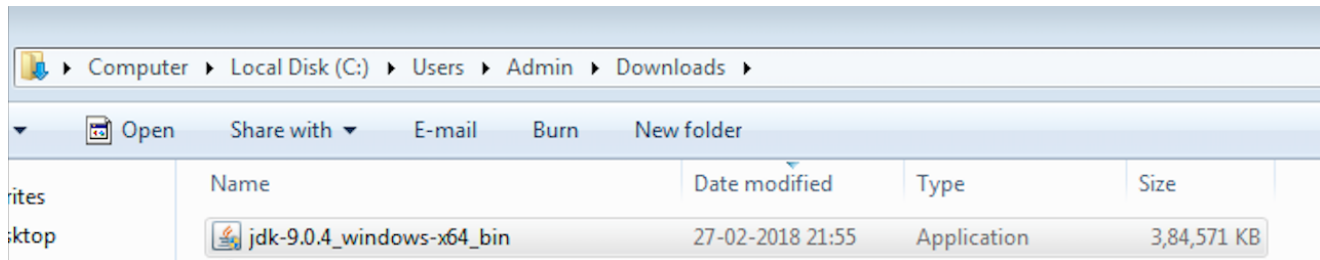 Computer Local Disk (C:) Users Admin Downloads
Open Share with E-mail Burn New folder
rites
Name Date modified Type Size
sktop
jdk-9.0.4_windows-x64_bin 27-02-2018 21:55 Application 3,84,571 KB